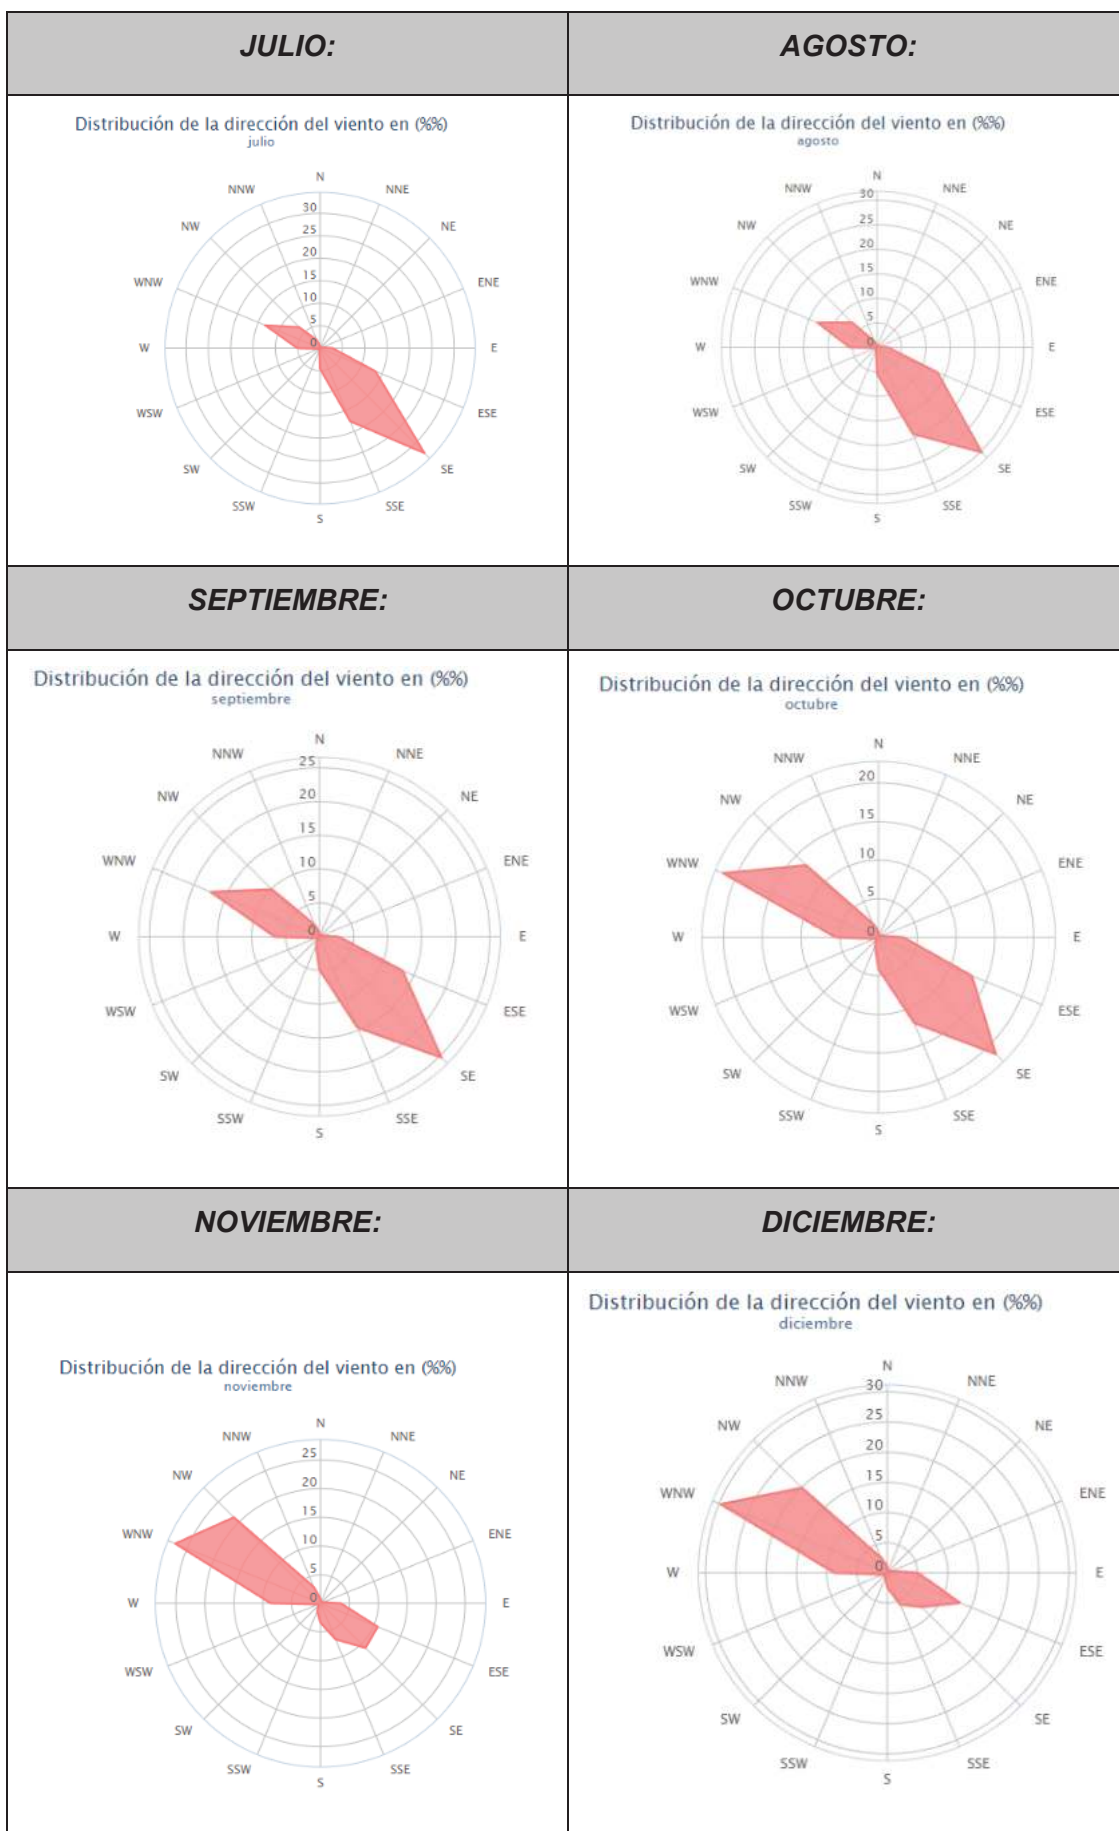 JULIO:
AGOSTO:
Distribución de la dirección del viento en (%%)
julio
N
NNE
NE
ENE
E
ESE
SE
SSE
S
SSW
SW
WSW
W
WNW
NW
NNW
30
25
20
15
10
5
0
Distribución de la dirección del viento en (%%)
agosto
N
NNE
NE
ENE
E
ESE
SE
SSE
S
SSW
SW
WSW
W
WNW
NW
NNW
30
25
20
15
10
5
0
SEPTIEMBRE:
OCTUBRE:
Distribución de la dirección del viento en (%%)
septiembre
N
NNE
NE
ENE
E
ESE
SE
SSE
S
SSW
SW
WSW
W
WNW
NW
NNW
25
20
15
10
5
0
Distribución de la dirección del viento en (%%)
octubre
N
NNE
NE
ENE
E
ESE
SE
SSE
S
SSW
SW
WSW
W
WNW
NW
NNW
20
15
10
5
0
NOVIEMBRE:
DICIEMBRE:
Distribución de la dirección del viento en (%%)
noviembre
N
NNE
NE
ENE
E
ESE
SE
SSE
S
SSW
SW
WSW
W
WNW
NW
NNW
25
20
15
10
5
0
Distribución de la dirección del viento en (%%)
diciembre
N
NNE
NE
ENE
E
ESE
SE
SSE
S
SSW
SW
WSW
W
WNW
NW
NNW
30
25
20
15
10
5
0